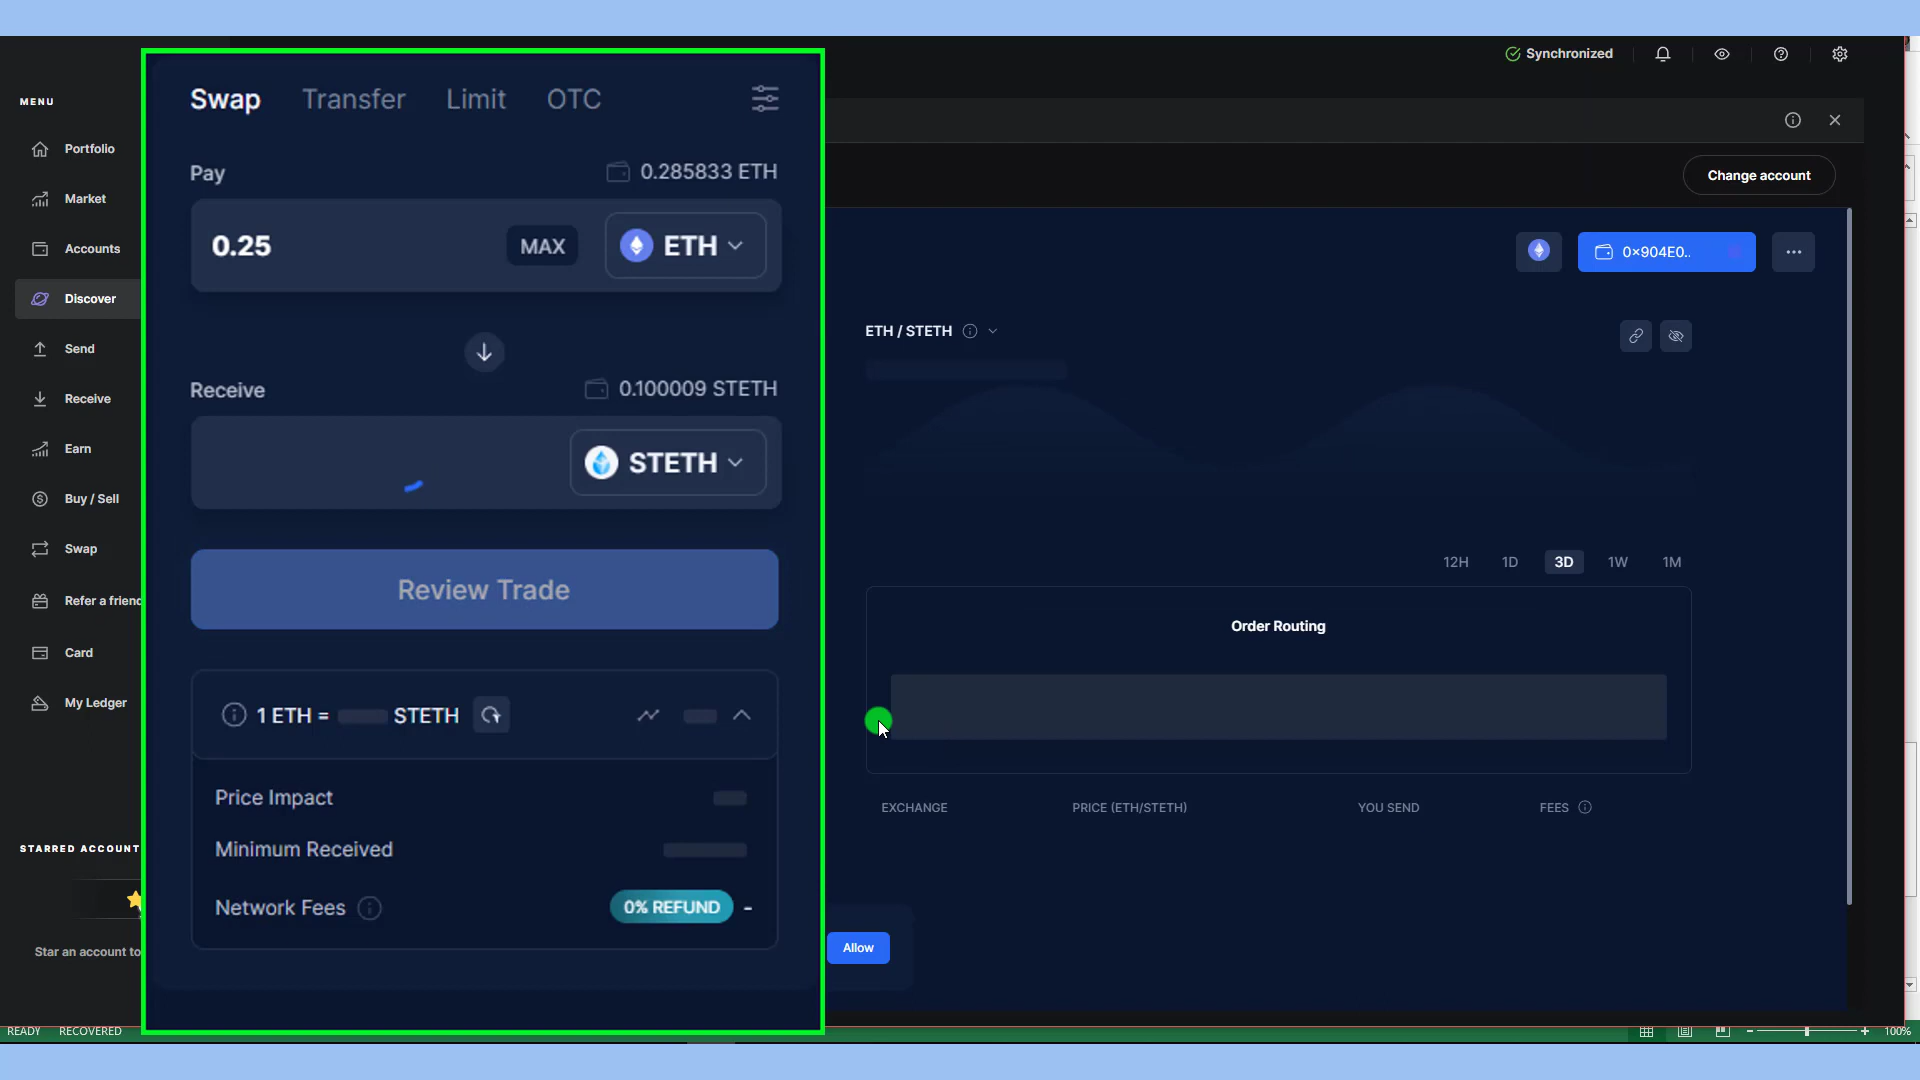 Synchronized
MENU
Portfolio
Market
Accounts
Discover
Send
Receive
Earn
Buy / Sell
Swap
Refer a friend
Card
My Ledger
STARRED ACCOUNT
Star an account to
Swap Transfer Limit OTC
Pay 0.285833 ETH
0.25 MAX ETH
Receive 0.100009 STETH
STETH
Review Trade
1 ETH = STETH
Price Impact
Minimum Received
Network Fees 0% REFUND -
Change account
0×904E0..
ETH / STETH
12H 1D 3D 1W 1M
Order Routing
EXCHANGE PRICE (ETH/STETH) YOU SEND FEES
Allow
READY RECOVERED 100%